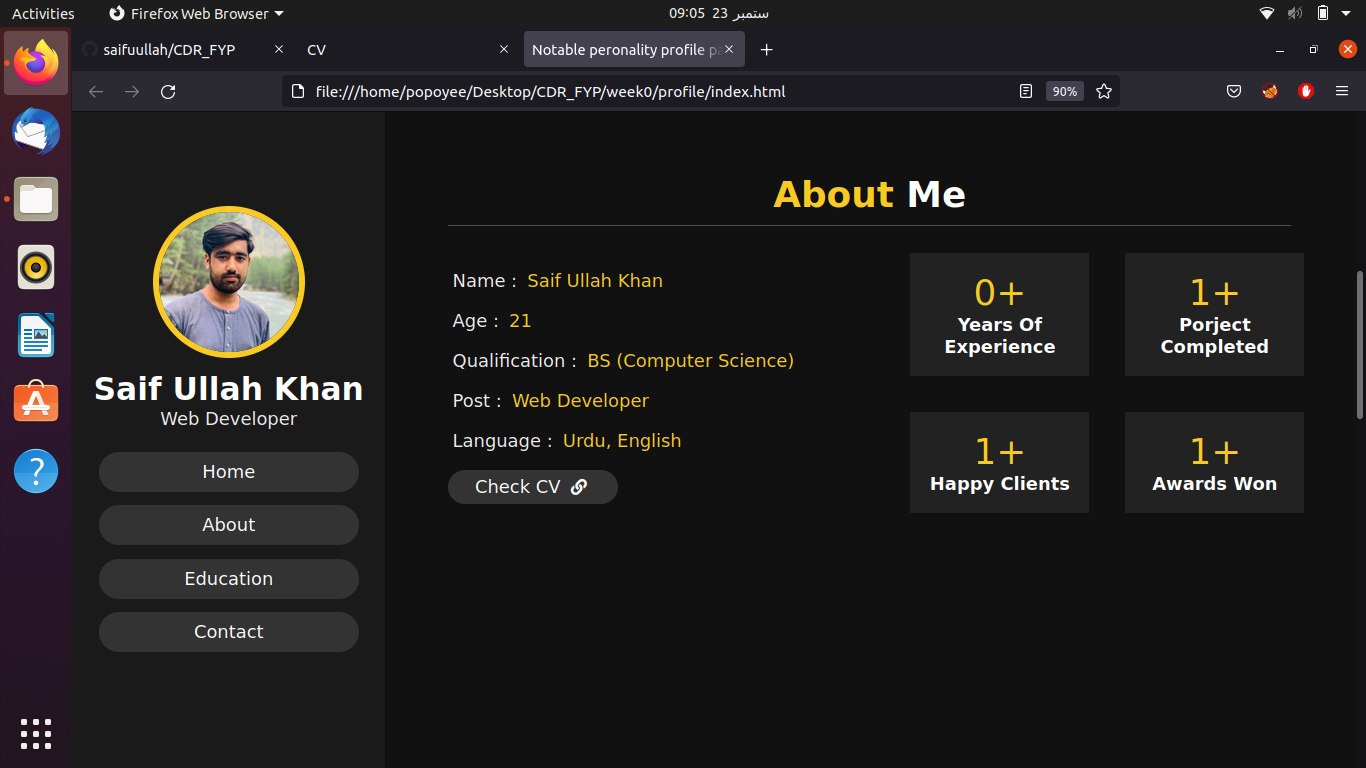 Activities
Firefox Web Browser
09:05 23 ستمبر
saifuullah/CDR_FYP
CV
Notable peronality profile pa
file:///home/popoyee/Desktop/CDR_FYP/week0/profile/index.html
90%
Saif Ullah Khan
Web Developer
Home
About
Education
Contact
About Me
Name : Saif Ullah Khan
Age : 21
Qualification : BS (Computer Science)
Post : Web Developer
Language : Urdu, English
Check CV
0+
Years Of
Experience
1+
Porject
Completed
1+
Happy Clients
1+
Awards Won